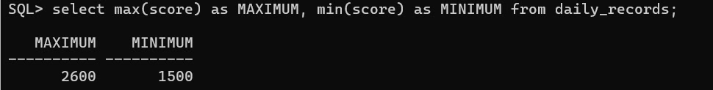 SQL> select max(score) as MAXIMUM, min(score) as MINIMUM from daily_records;
MAXIMUM MINIMUM
---------- ----------
2600 1500